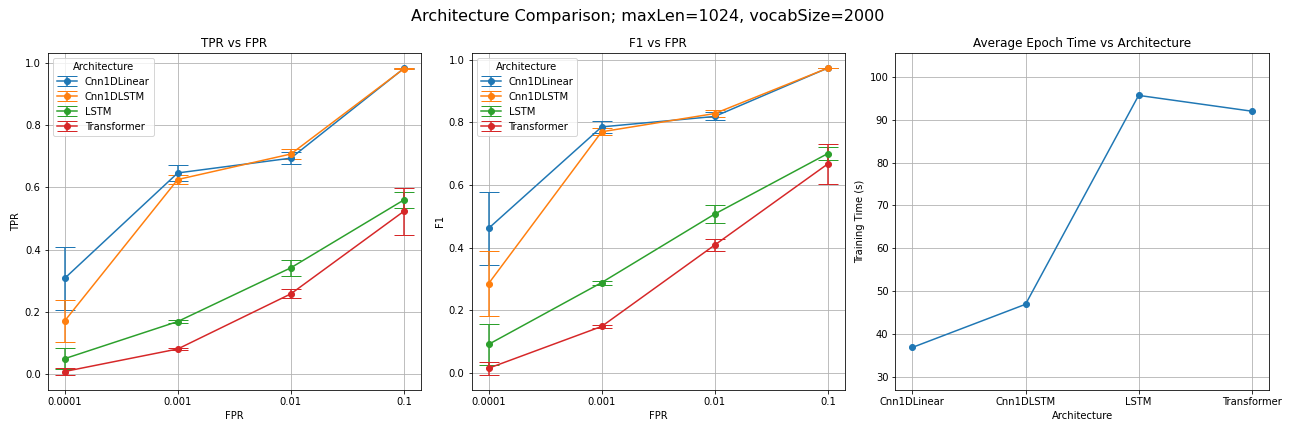 Architecture Comparison; maxLen=1024, vocabSize=2000
TPR vs FPR
1.0
0.8
0.6
0.4
0.2
0.0
TPR
Architecture
Cnn1DLinear
Cnn1DLSTM
LSTM
Transformer
0.0001 0.001 0.01 0.1
FPR
F1 vs FPR
1.0
0.8
0.6
0.4
0.2
0.0
F1
Architecture
Cnn1DLinear
Cnn1DLSTM
LSTM
Transformer
0.0001 0.001 0.01 0.1
FPR
Average Epoch Time vs Architecture
100
90
80
70
60
50
40
30
Training Time (s)
Cnn1DLinear Cnn1DLSTM LSTM Transformer
Architecture